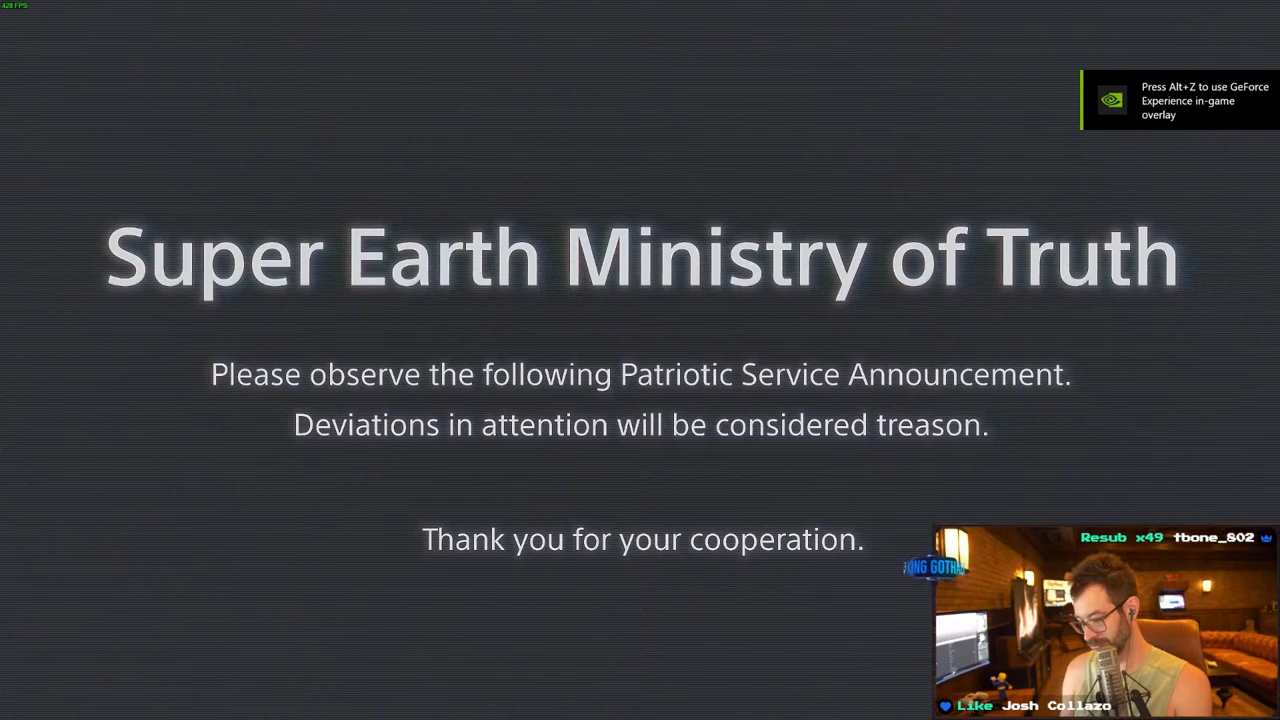 428 FPS
Press Alt+Z to use GeForce
Experience in-game
overlay
Super Earth Ministry of Truth
Please observe the following Patriotic Service Announcement.
Deviations in attention will be considered treason.
Thank you for your cooperation.
Resub x49 tbone_802
Like Josh Collazo